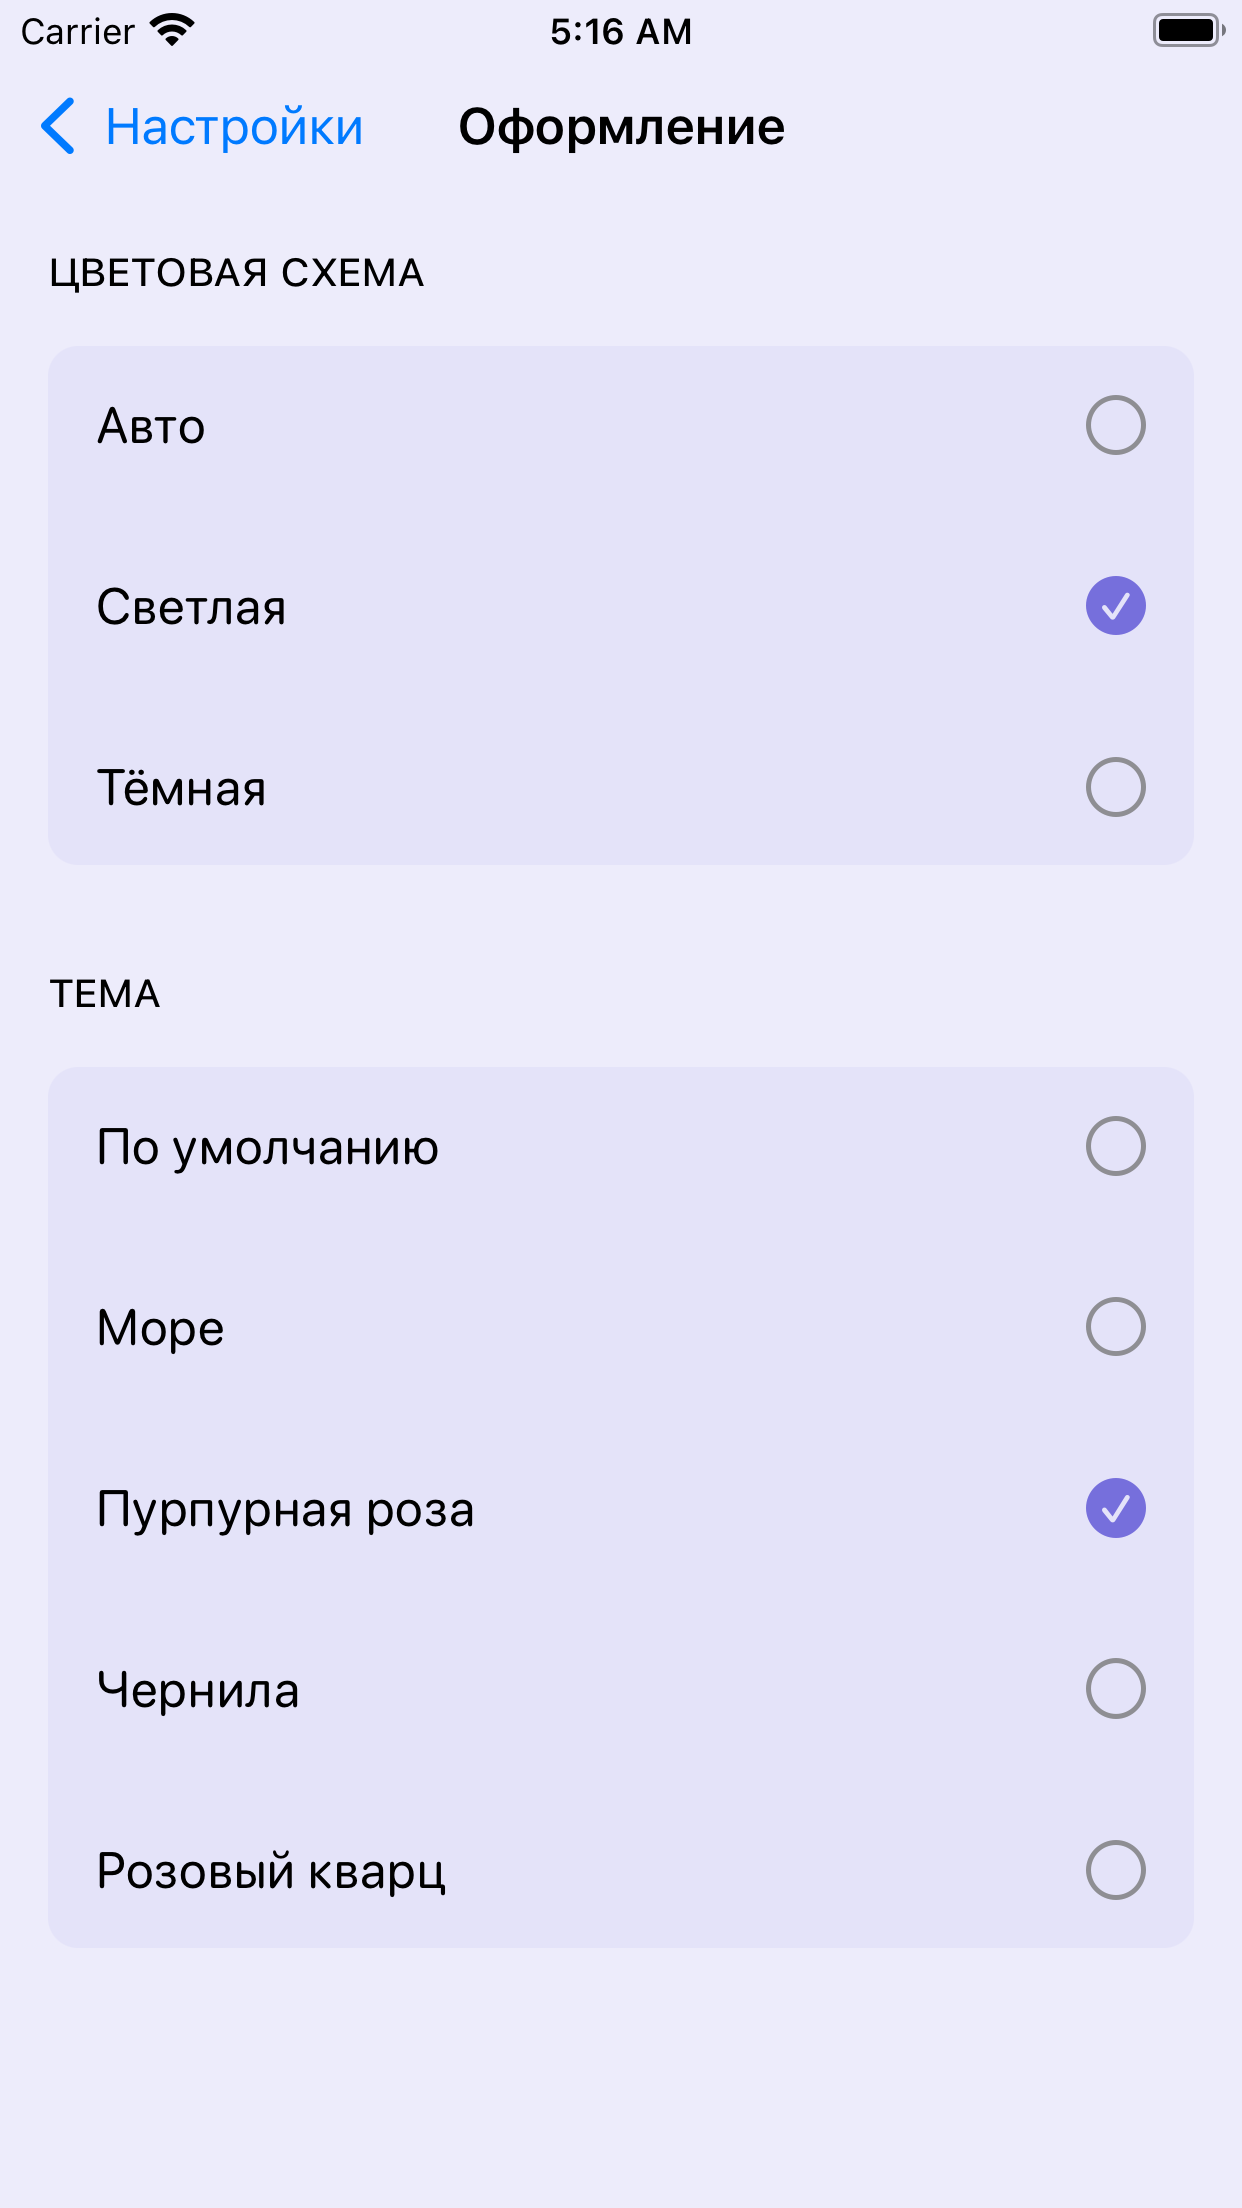 Carrier 5:16 AM
Настройки Оформление
ЦВЕТОВАЯ СХЕМА
Авто
Светлая
Тёмная
ТЕМА
По умолчанию
Море
Пурпурная роза
Чернила
Розовый кварц